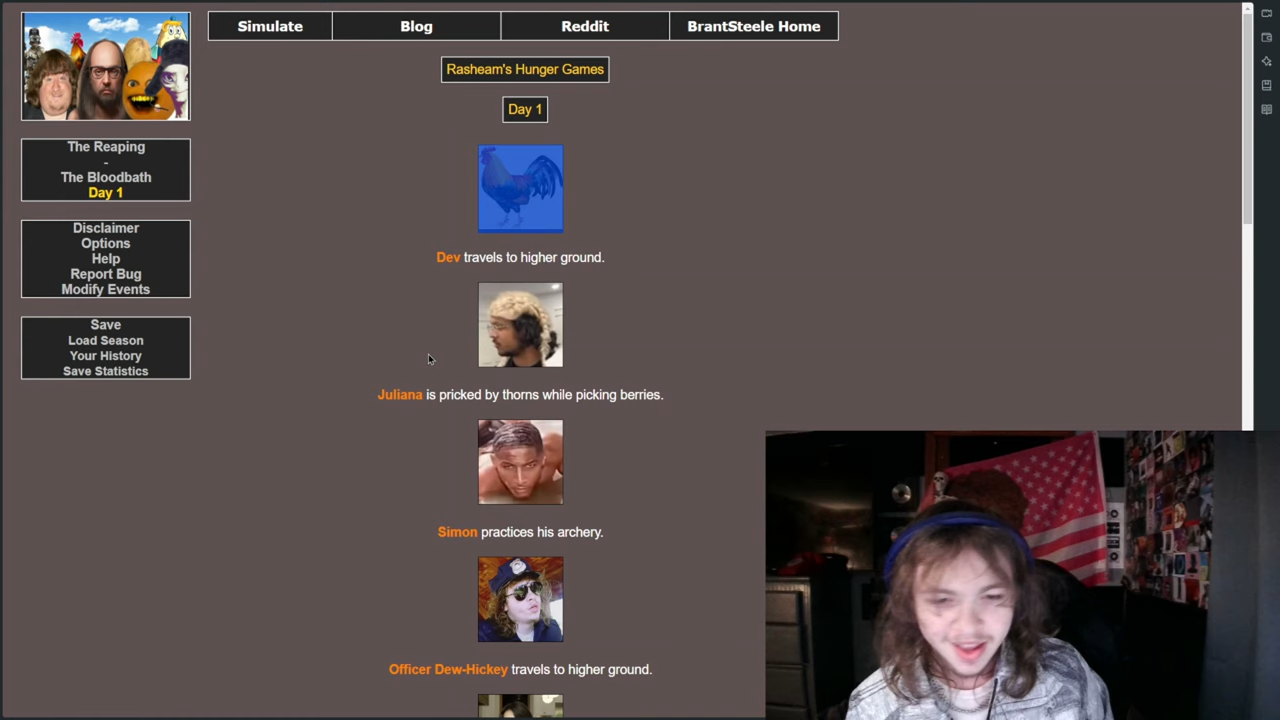 Simulate
Blog
Reddit
BrantSteele Home
Rasheam's Hunger Games
Day 1
The Reaping
-
The Bloodbath
Day 1
Disclaimer
Options
Help
Report Bug
Modify Events
Save
Load Season
Your History
Save Statistics
Dev travels to higher ground.
Juliana is pricked by thorns while picking berries.
Simon practices his archery.
Officer Dew-Hickey travels to higher ground.